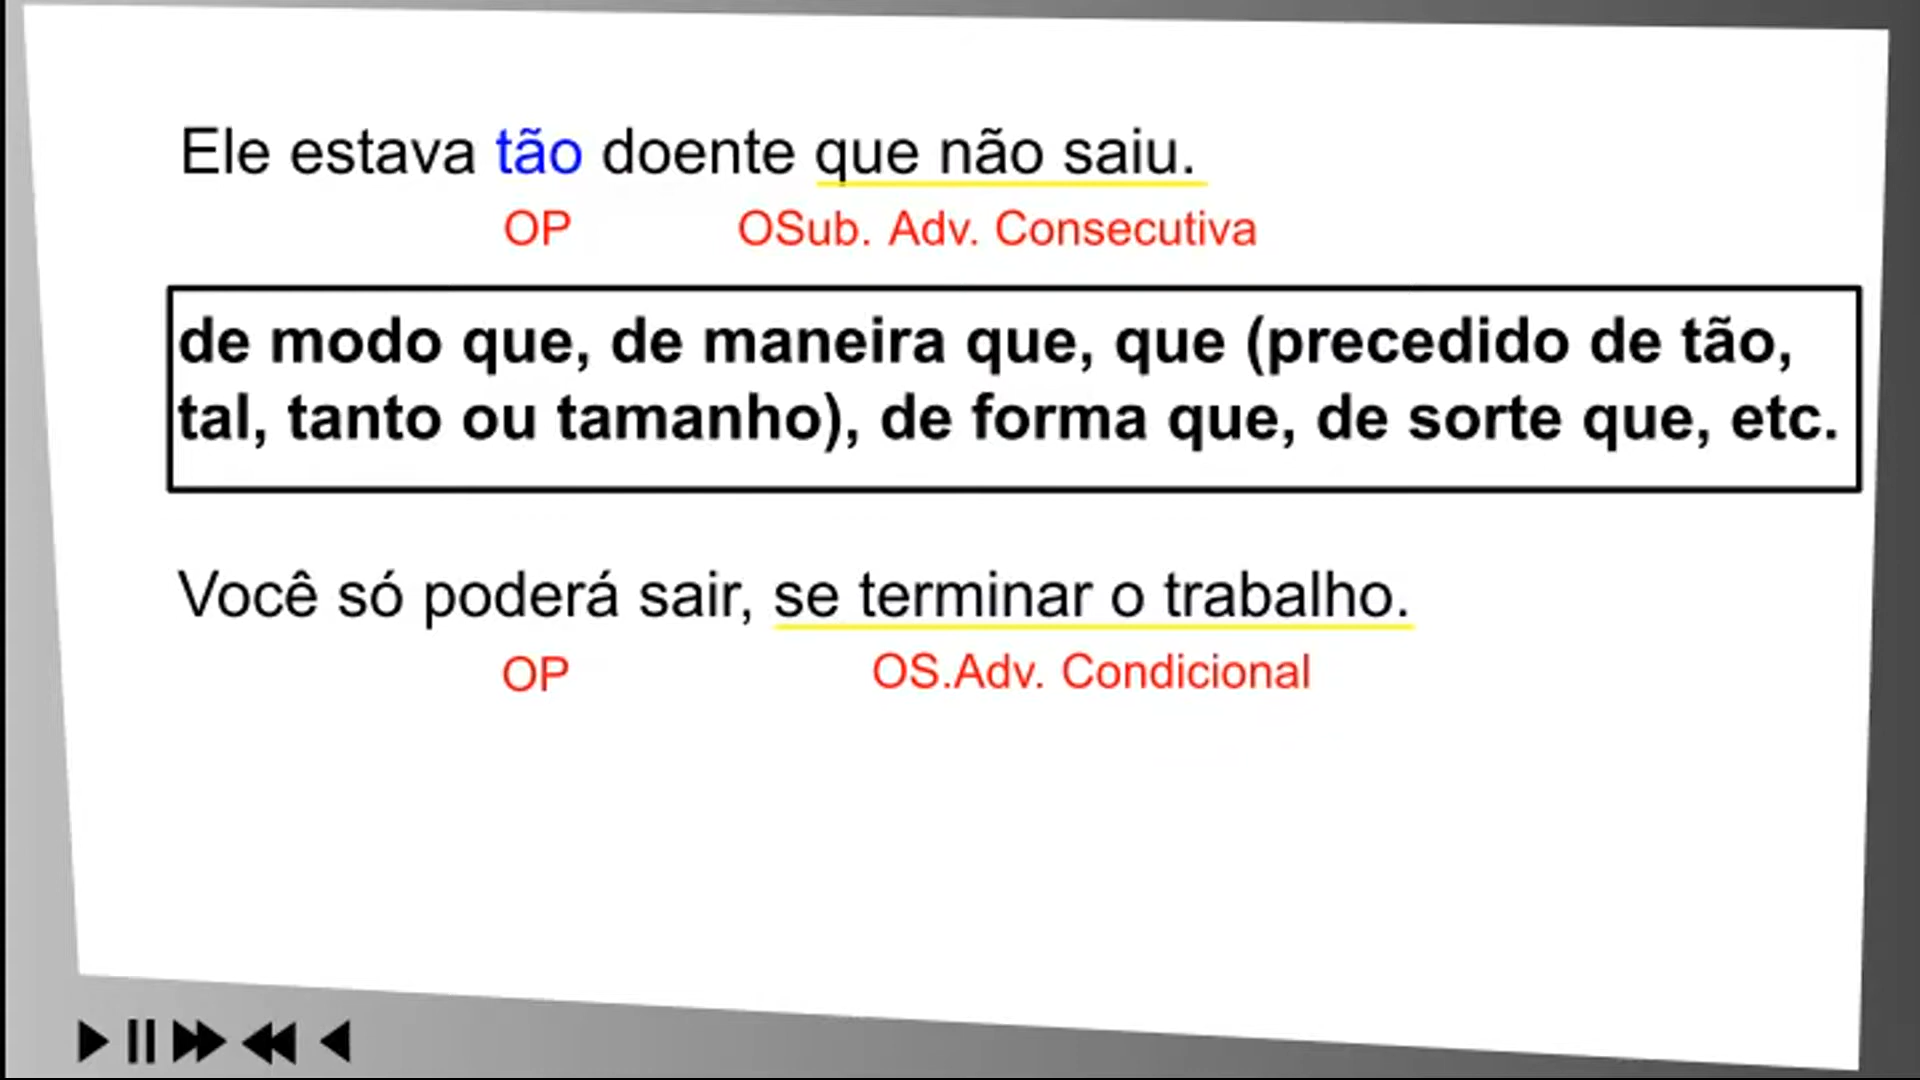 Ele estava tão doente que não saiu.
OP OSub. Adv. Consecutiva
de modo que, de maneira que, que (precedido de tão,
tal, tanto ou tamanho), de forma que, de sorte que, etc.
Você só poderá sair, se terminar o trabalho.
OP OS.Adv. Condicional